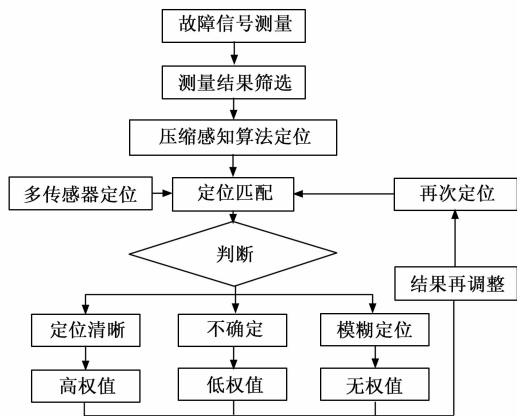 故障信号测量
测量结果筛选
压缩感知算法定位
多传感器定位
定位匹配
再次定位
判断
结果再调整
定位清晰
不确定
模糊定位
高权值
低权值
无权值